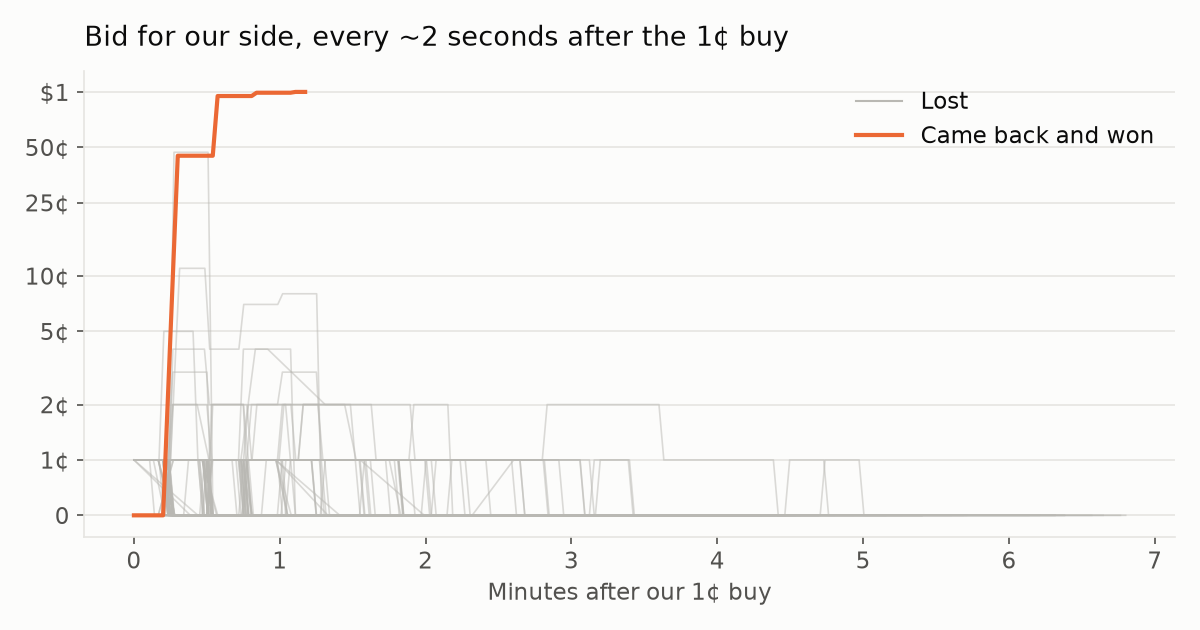 Bid for our side, every ~2 seconds after the 1¢ buy
$1
50¢
25¢
10¢
5¢
2¢
1¢
0
Lost
Came back and won
0 1 2 3 4 5 6 7
Minutes after our 1¢ buy